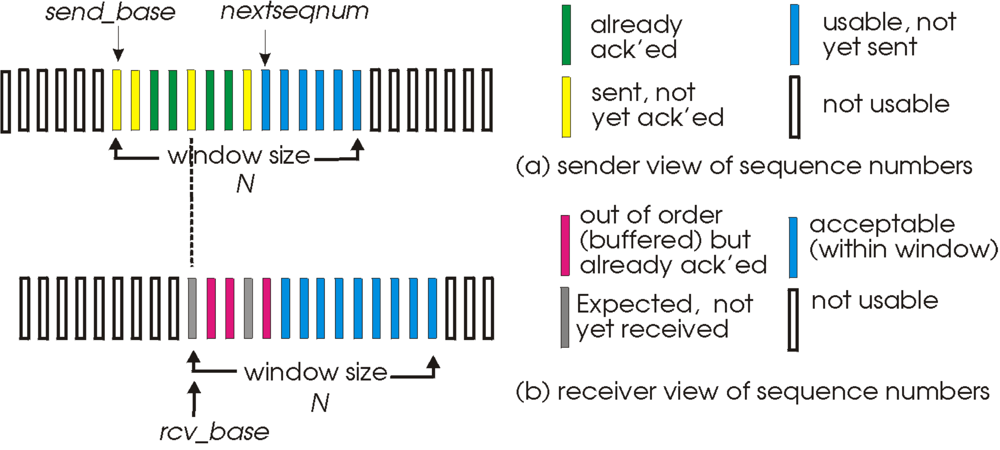 send_base
nextseqnum
already
ack'ed
usable, not
yet sent
sent, not
yet ack'ed
not usable
window size
N
(a) sender view of sequence numbers
out of order
(buffered) but
already ack'ed
acceptable
(within window)
Expected, not
yet received
not usable
window size
N
(b) receiver view of sequence numbers
rcv_base